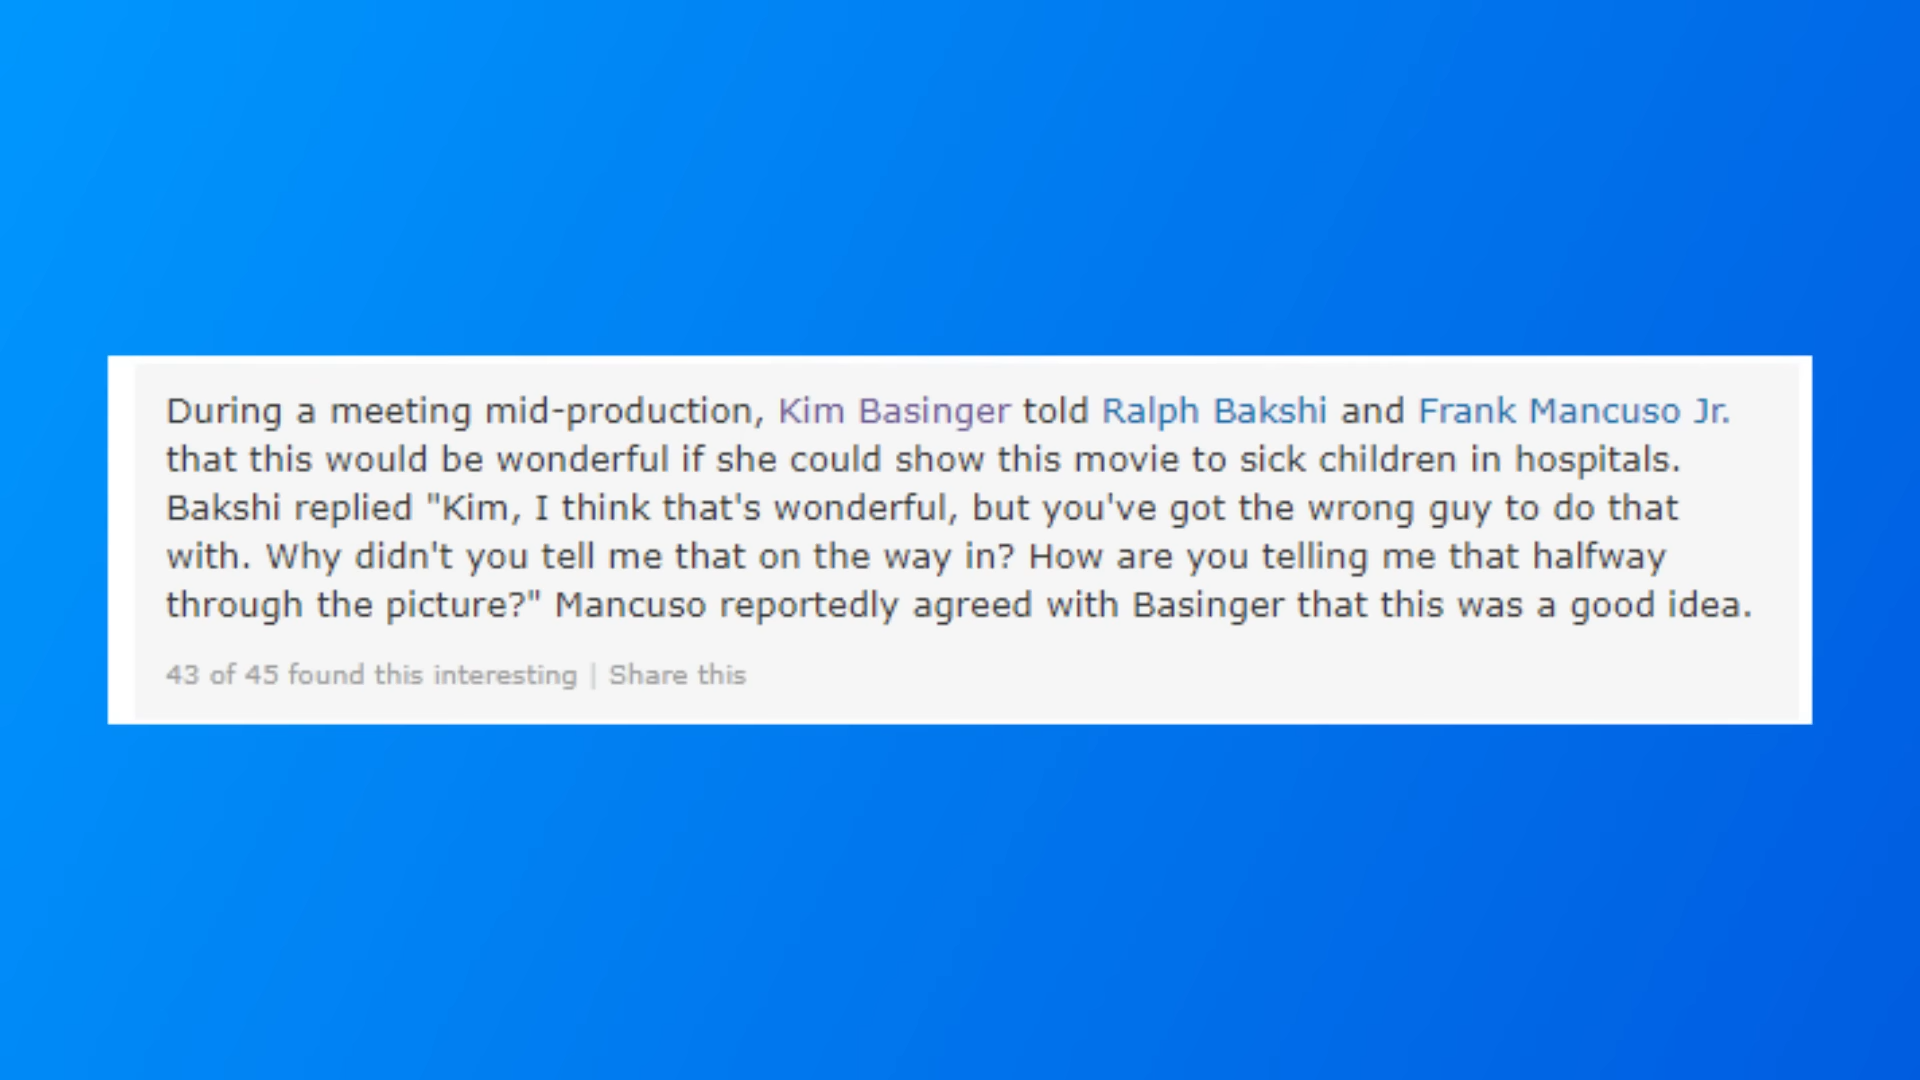 During a meeting mid-production, Kim Basinger told Ralph Bakshi and Frank Mancuso Jr.
that this would be wonderful if she could show this movie to sick children in hospitals.
Bakshi replied "Kim, I think that's wonderful, but you've got the wrong guy to do that
with. Why didn't you tell me that on the way in? How are you telling me that halfway
through the picture?" Mancuso reportedly agreed with Basinger that this was a good idea.
43 of 45 found this interesting | Share this